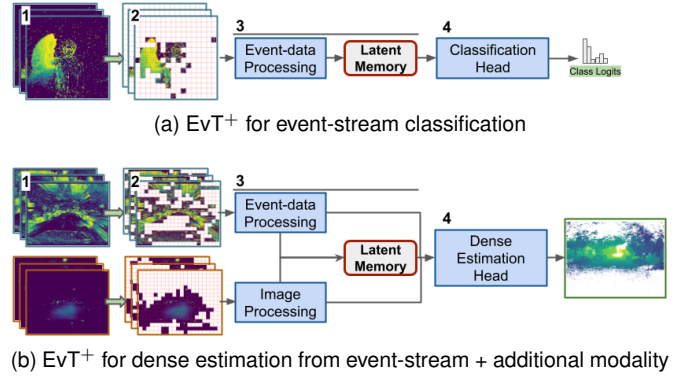 1
2
3
4
Event-data
Processing
Latent
Memory
Classification
Head
Class Logits
(a) EvT+ for event-stream classification
1
2
3
Event-data
Processing
4
Latent
Memory
Dense
Estimation
Head
Image
Processing
(b) EvT+ for dense estimation from event-stream + additional modality